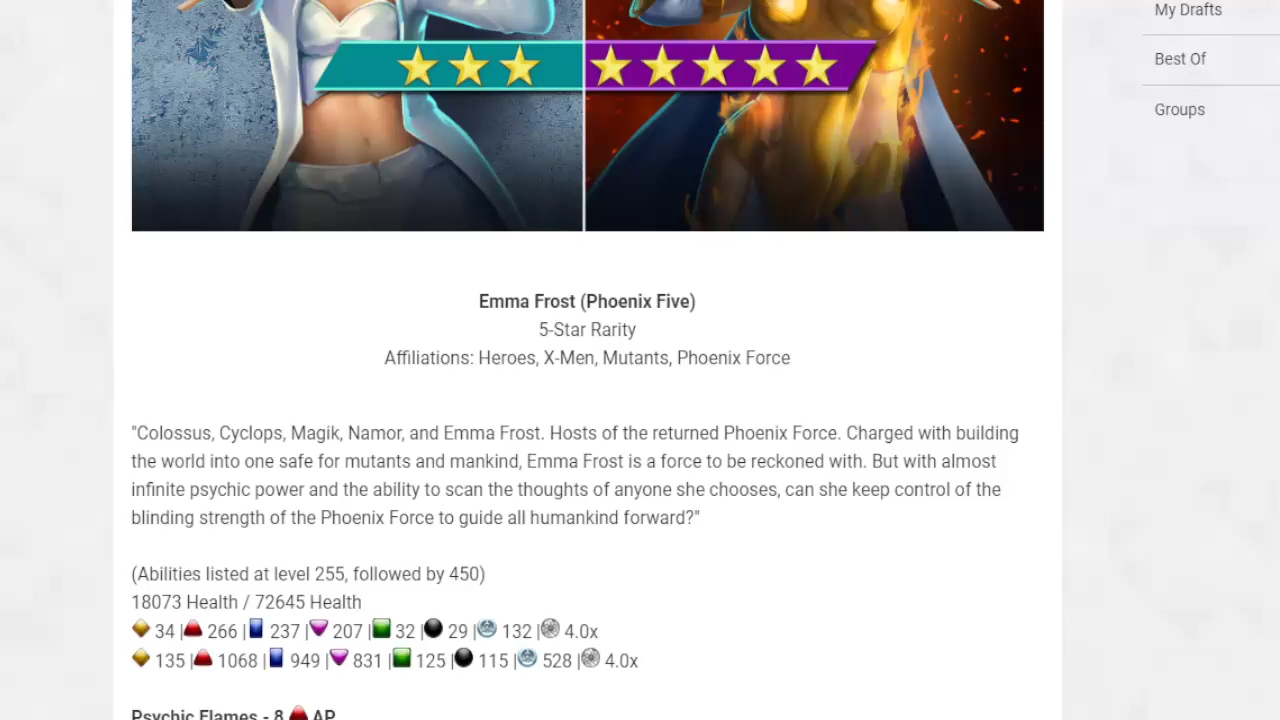 My Drafts
Best Of
Groups
Emma Frost (Phoenix Five)
5-Star Rarity
Affiliations: Heroes, X-Men, Mutants, Phoenix Force
"Colossus, Cyclops, Magik, Namor, and Emma Frost. Hosts of the returned Phoenix Force. Charged with building
the world into one safe for mutants and mankind, Emma Frost is a force to be reckoned with. But with almost
infinite psychic power and the ability to scan the thoughts of anyone she chooses, can she keep control of the
blinding strength of the Phoenix Force to guide all humankind forward?"
(Abilities listed at level 255, followed by 450)
18073 Health / 72645 Health
34 | 266 | 237 | 207 | 32 | 29 | 132 | 4.0x
135 | 1068 | 949 | 831 | 125 | 115 | 528 | 4.0x
Psychic Flames - 8 AP